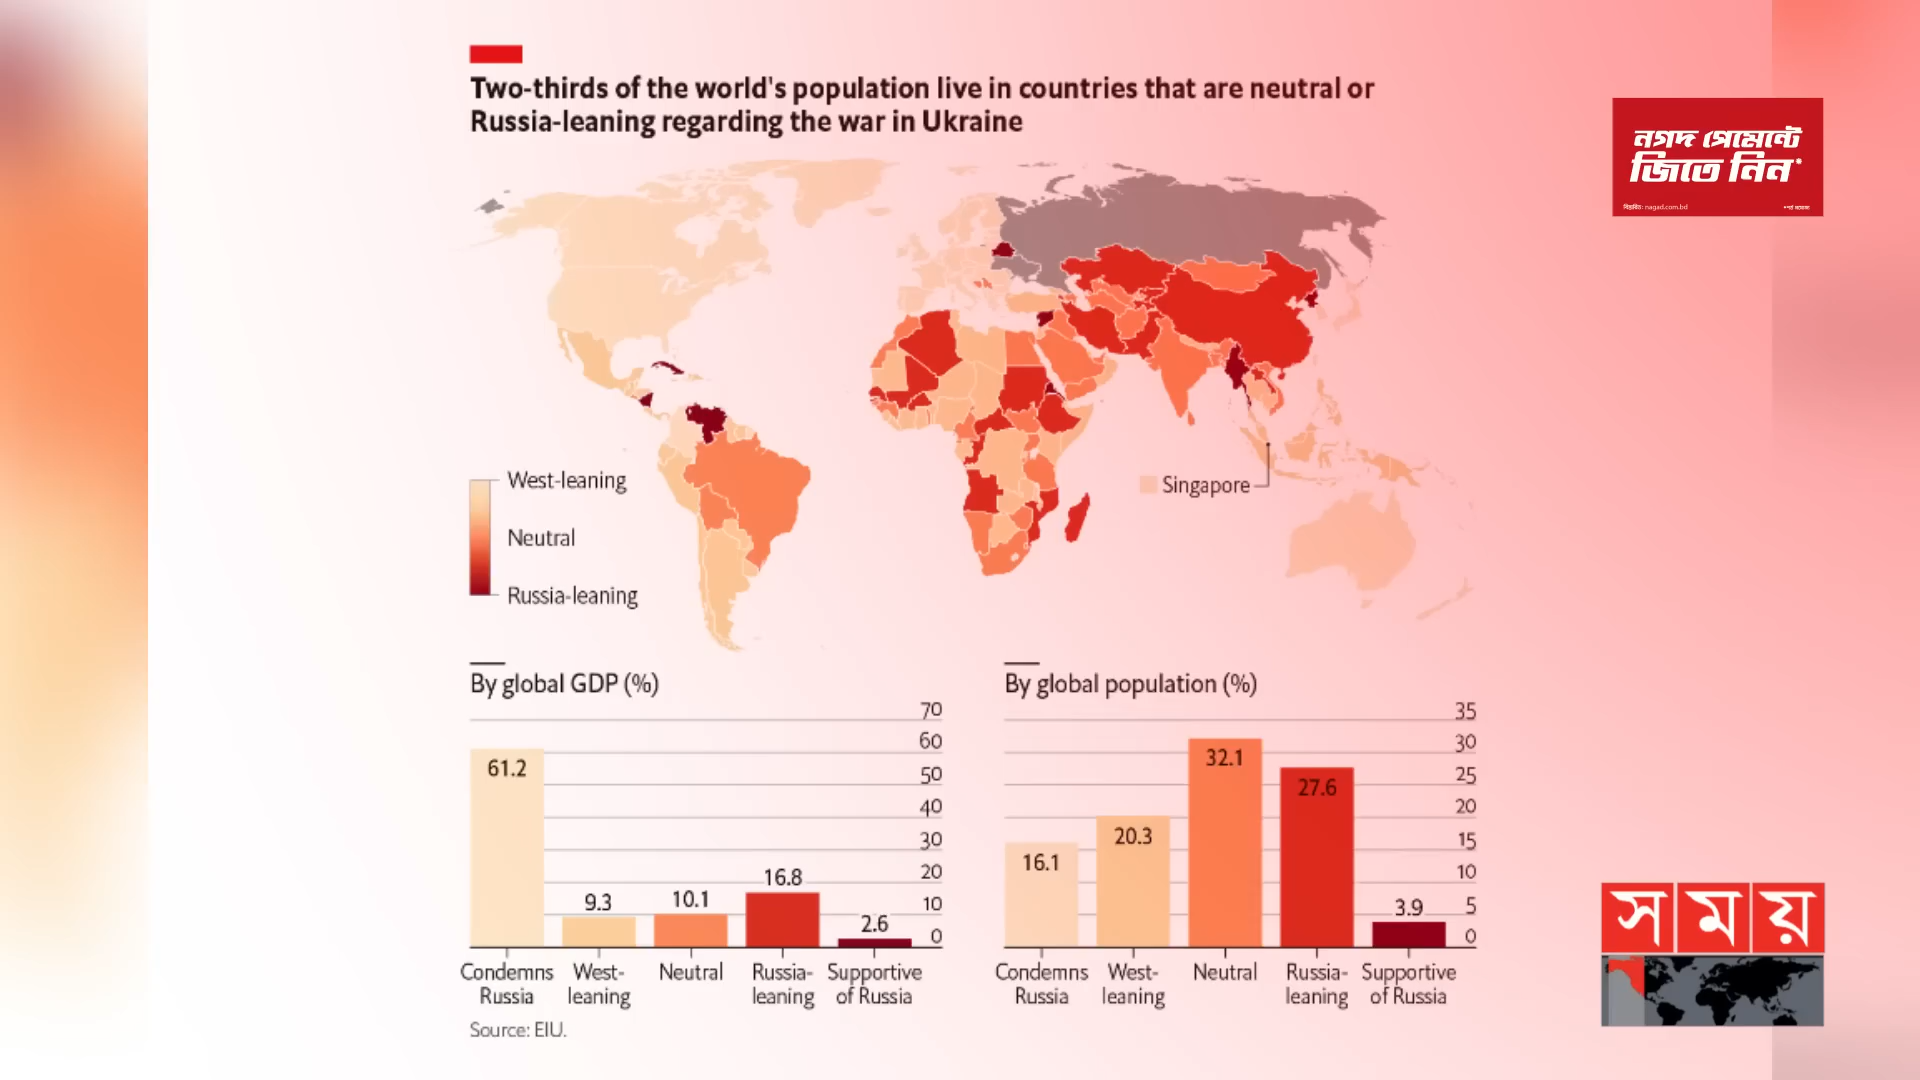 Two-thirds of the world's population live in countries that are neutral or
Russia-leaning regarding the war in Ukraine
নগদ পেমেন্টে
জিতে নিন*
বিস্তারিত: nagad.com.bd
West-leaning
Neutral
Russia-leaning
Singapore
By global GDP (%)
70
60
50
40
30
20
10
0
61.2
9.3
10.1
16.8
2.6
Condemns Russia
West-leaning
Neutral
Russia-leaning
Supportive of Russia
By global population (%)
35
30
25
20
15
10
5
0
16.1
20.3
32.1
27.6
3.9
Condemns Russia
West-leaning
Neutral
Russia-leaning
Supportive of Russia
Source: EIU.
সময়